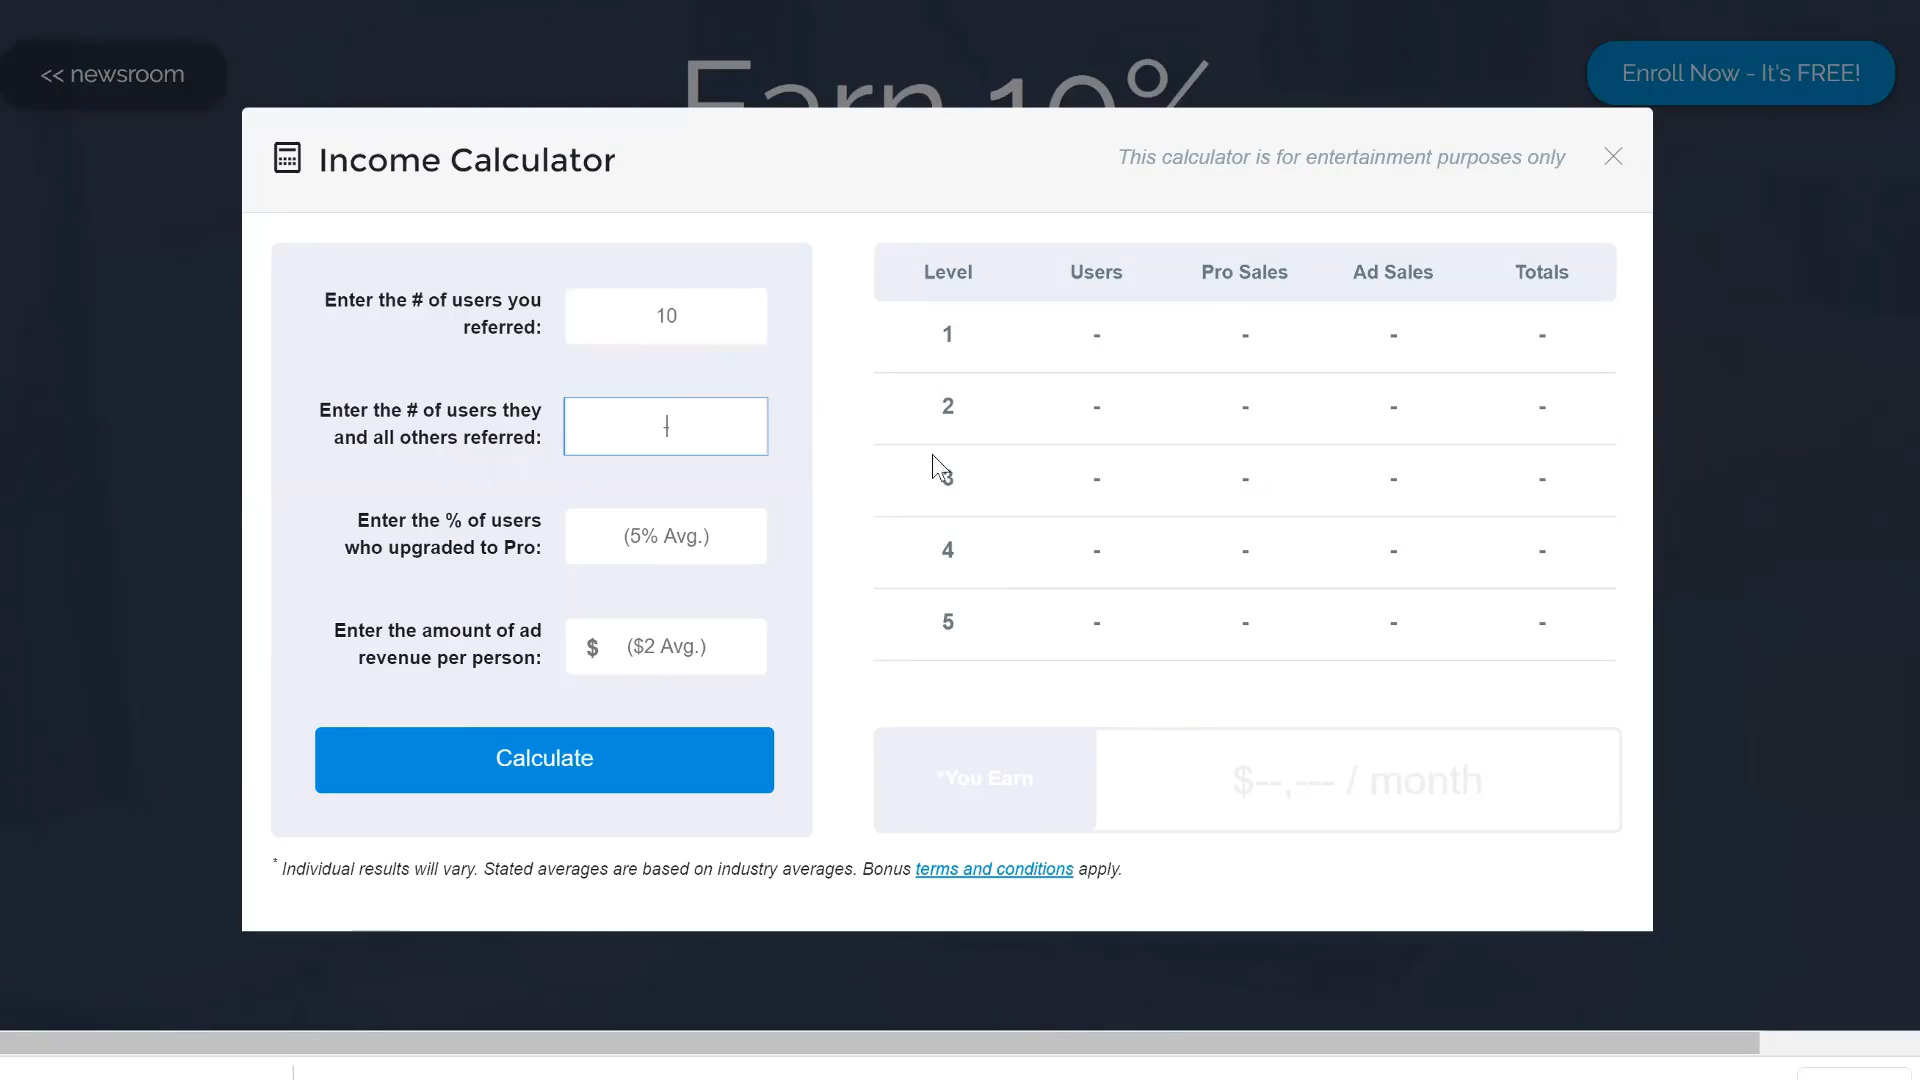 << newsroom
Earn 10%
Enroll Now - It's FREE!
Income Calculator
This calculator is for entertainment purposes only
Enter the # of users you
referred:
10
Enter the # of users they
and all others referred:
-
Enter the % of users
who upgraded to Pro:
(5% Avg.)
Enter the amount of ad
revenue per person:
$ ($2 Avg.)
Calculate
Level Users Pro Sales Ad Sales Totals
1 - - - -
2 - - - -
3 - - - -
4 - - - -
5 - - - -
*You Earn
$--,--- / month
* Individual results will vary. Stated averages are based on industry averages. Bonus terms and conditions apply.